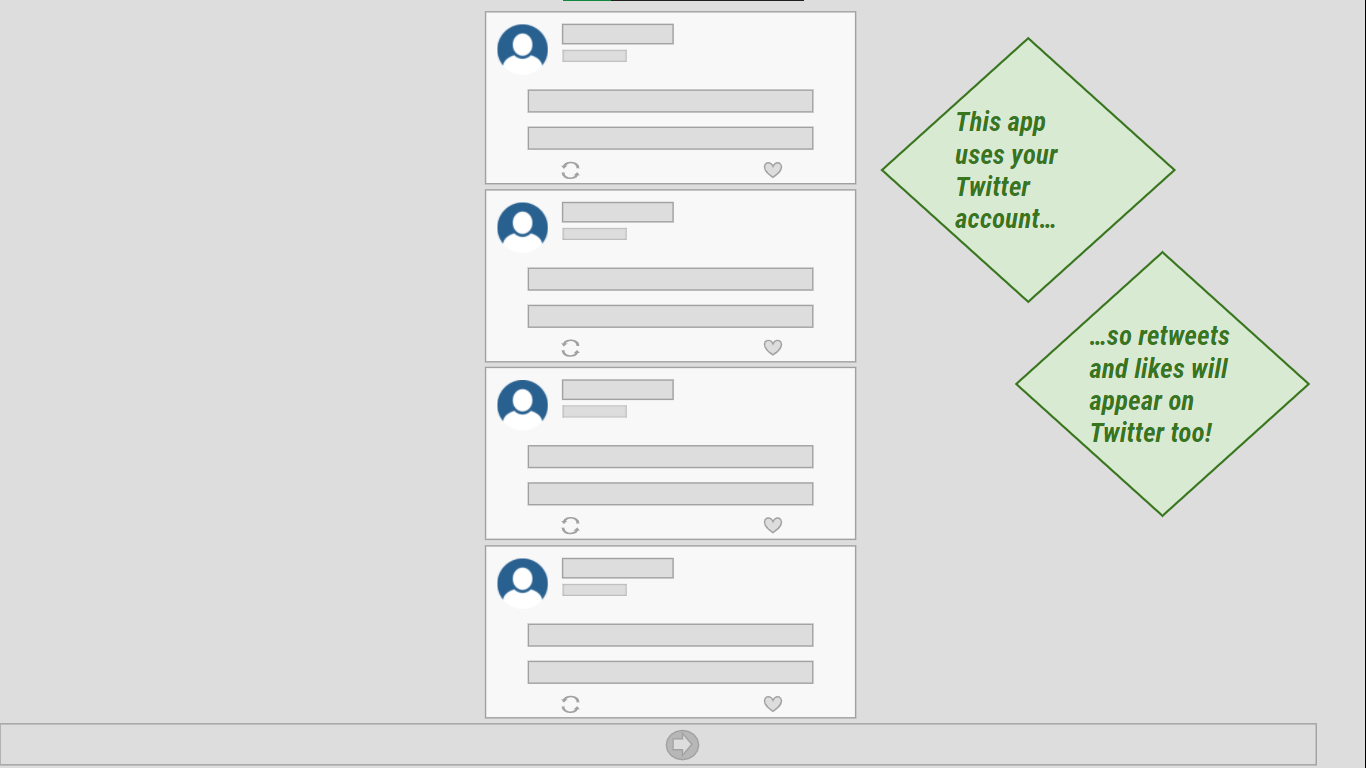 This app
uses your
Twitter
account…
…so retweets
and likes will
appear on
Twitter too!